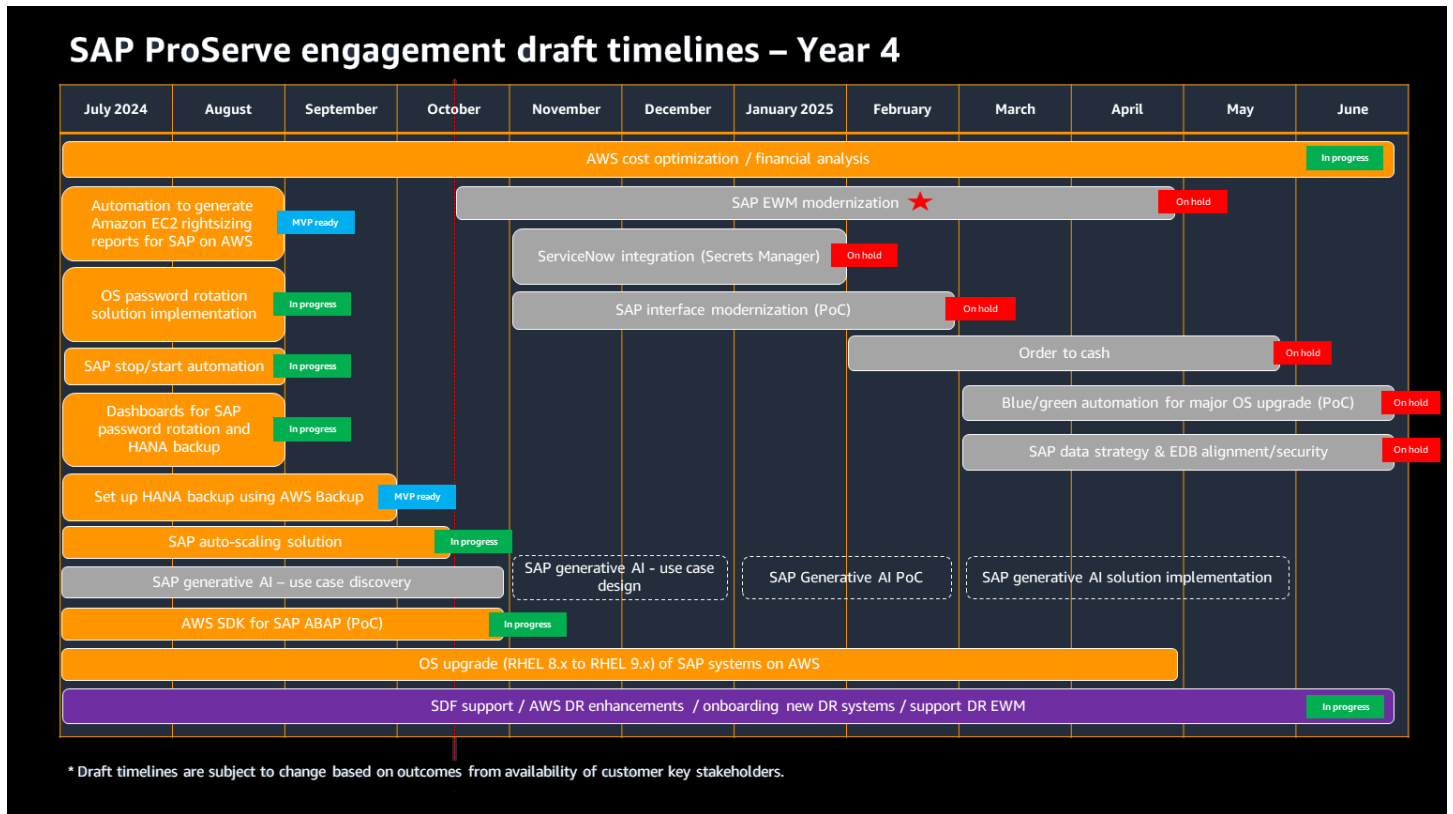 SAP ProServe engagement draft timelines – Year 4
July 2024
August
September
October
November
December
January 2025
February
March
April
May
June
AWS cost optimization / financial analysis
In progress
Automation to generate
Amazon EC2 rightsizing
reports for SAP on AWS
MVP ready
SAP EWM modernization
On hold
ServiceNow integration (Secrets Manager)
On hold
OS password rotation
solution implementation
In progress
SAP interface modernization (PoC)
On hold
Order to cash
On hold
SAP stop/start automation
In progress
Dashboards for SAP
password rotation and
HANA backup
In progress
Blue/green automation for major OS upgrade (PoC)
On hold
SAP data strategy & EDB alignment/security
On hold
Set up HANA backup using AWS Backup
MVP ready
SAP auto-scaling solution
In progress
SAP generative AI – use case discovery
SAP generative AI - use case
design
SAP Generative AI PoC
SAP generative AI solution implementation
AWS SDK for SAP ABAP (PoC)
In progress
OS upgrade (RHEL 8.x to RHEL 9.x) of SAP systems on AWS
SDF support / AWS DR enhancements / onboarding new DR systems / support DR EWM
In progress
* Draft timelines are subject to change based on outcomes from availability of customer key stakeholders.